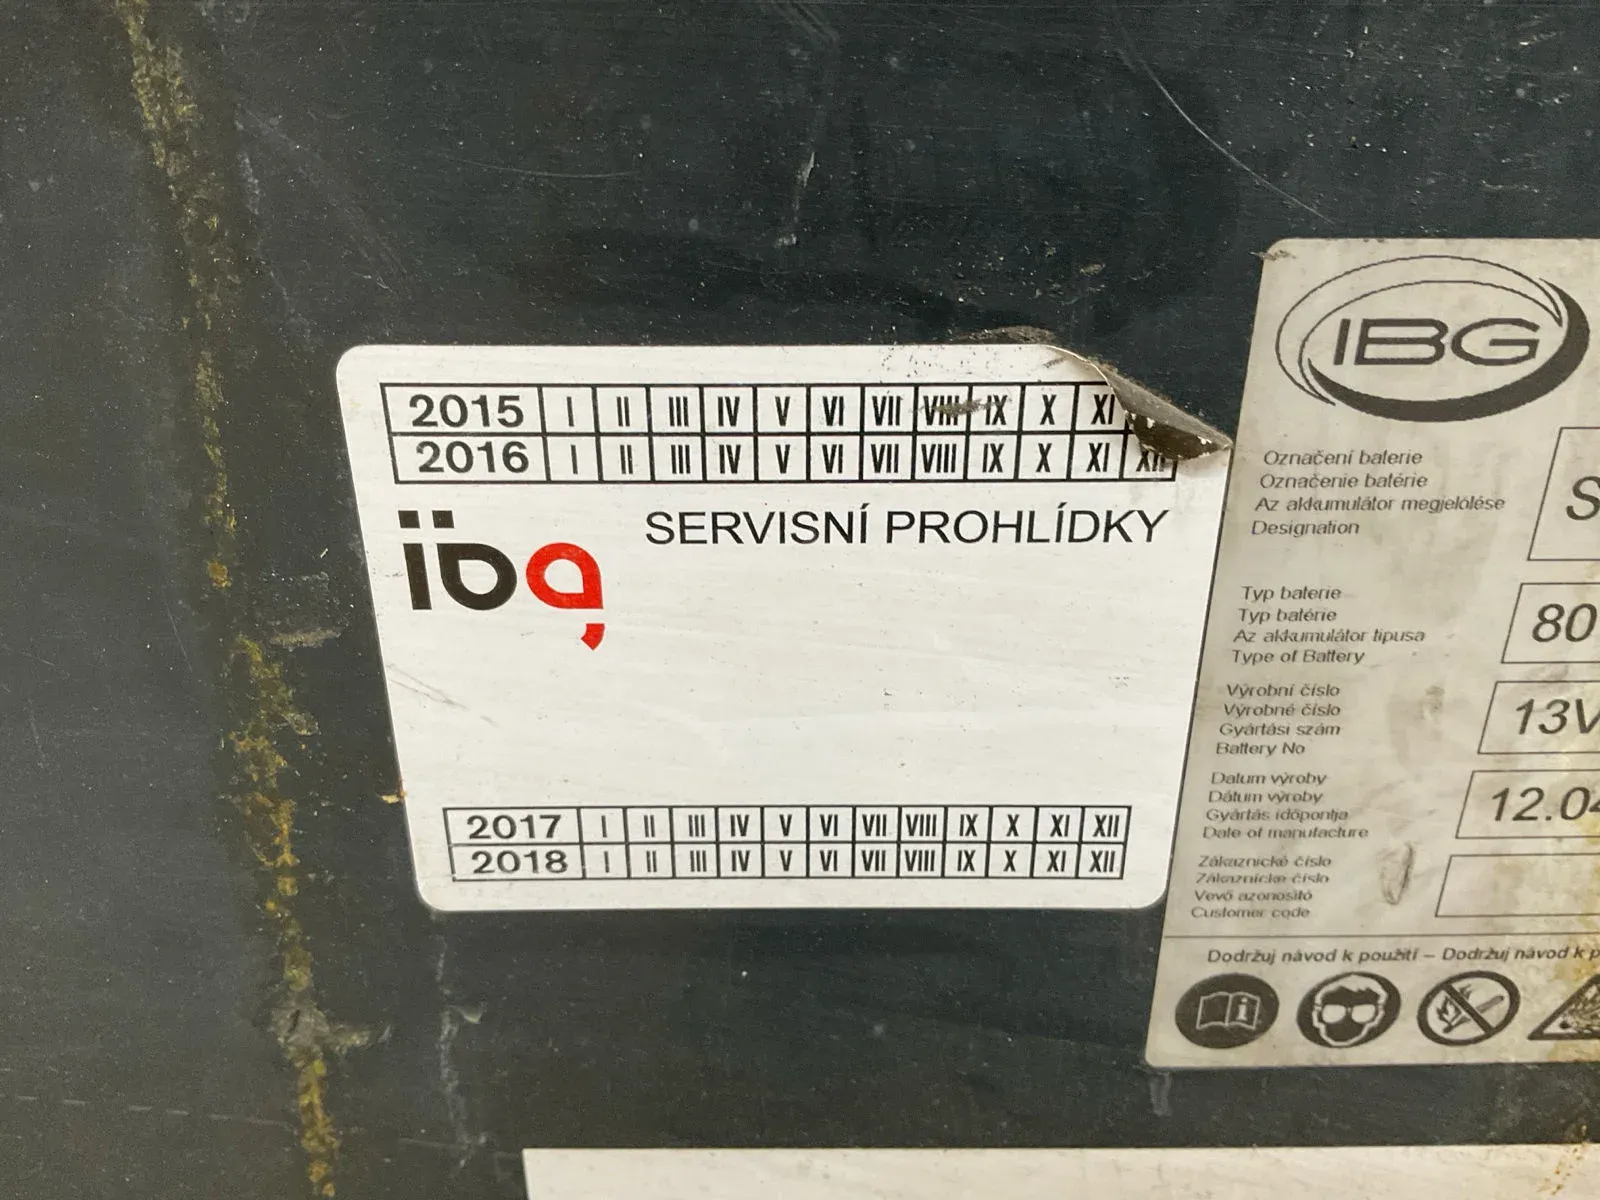 2015 I II III IV V VI VII VIII IX X XI
2016 I II III IV V VI VII VIII IX X XI XII
ibg
SERVISNÍ PROHLÍDKY
2017 I II III IV V VI VII VIII IX X XI XII
2018 I II III IV V VI VII VIII IX X XI XII
IBG
Označení baterie
Označenie batérie
Az akkumulátor megjelölése
Designation
S
Typ baterie
Typ batérie
Az akkumulátor tipusa
Type of Battery
80
Výrobní číslo
Výrobné číslo
Gyártási szám
Battery No
13V
Datum výroby
Dátum výroby
Gyártás időpontja
Date of manufacture
12.04
Zákaznické číslo
Zákaznícke číslo
Vevő azonosító
Customer code
Dodržuj návod k použití – Dodržuj návod k p